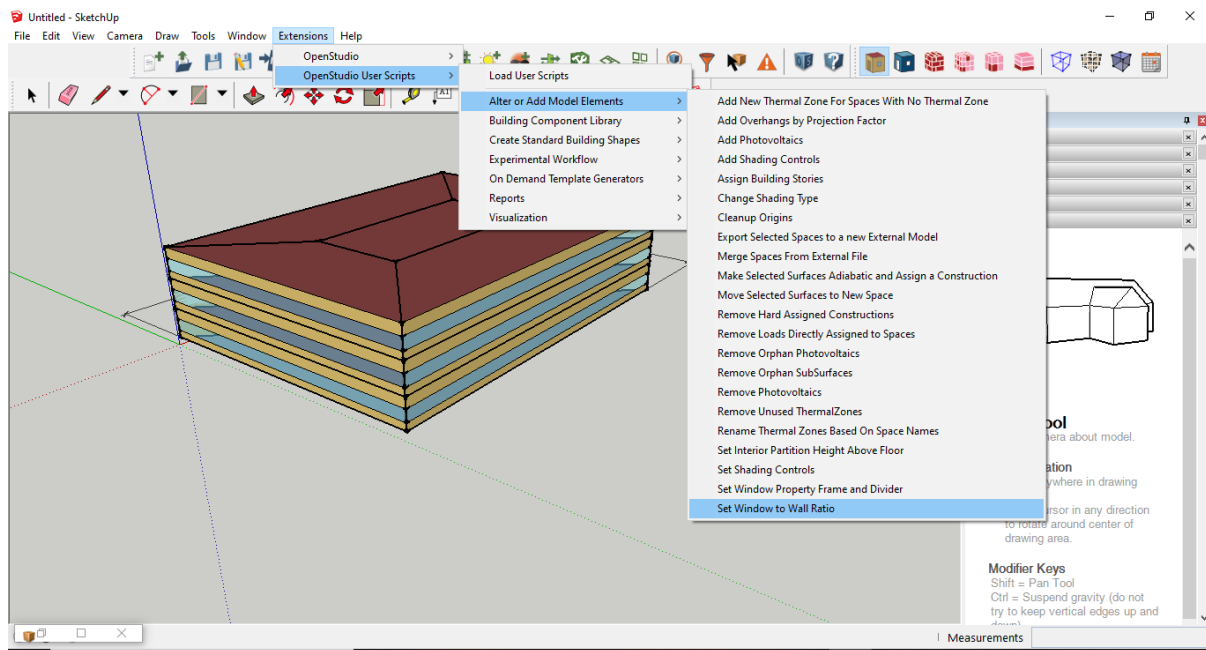 Untitled - SketchUp
File Edit View Camera Draw Tools Window Extensions Help
OpenStudio
OpenStudio User Scripts
Load User Scripts
Alter or Add Model Elements
Building Component Library
Create Standard Building Shapes
Experimental Workflow
On Demand Template Generators
Reports
Visualization
Add New Thermal Zone For Spaces With No Thermal Zone
Add Overhangs by Projection Factor
Add Photovoltaics
Add Shading Controls
Assign Building Stories
Change Shading Type
Cleanup Origins
Export Selected Spaces to a new External Model
Merge Spaces From External File
Make Selected Surfaces Adiabatic and Assign a Construction
Move Selected Surfaces to New Space
Remove Hard Assigned Constructions
Remove Loads Directly Assigned to Spaces
Remove Orphan Photovoltaics
Remove Orphan SubSurfaces
Remove Photovoltaics
Remove Unused ThermalZones
Rename Thermal Zones Based On Space Names
Set Interior Partition Height Above Floor
Set Shading Controls
Set Window Property Frame and Divider
Set Window to Wall Ratio
about model.
in drawing
in any direction
to rotate around center of
drawing area.
Modifier Keys
Shift = Pan Tool
Ctrl = Suspend gravity (do not
try to keep vertical edges up and
Measurements